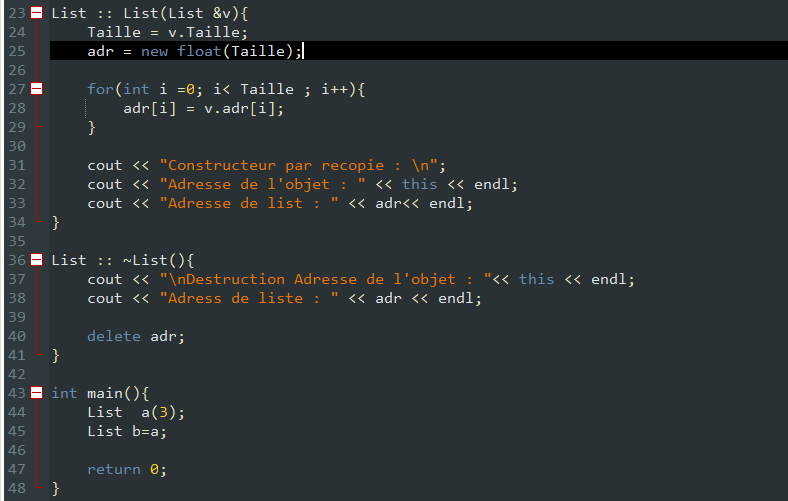 23 List :: List(List &v){
24     Taille = v.Taille;
25     adr = new float(Taille);
26
27     for(int i =0; i< Taille ; i++){
28         adr[i] = v.adr[i];
29     }
30
31     cout << "Constructeur par recopie : \n";
32     cout << "Adresse de l'objet : " << this << endl;
33     cout << "Adresse de list : " << adr<< endl;
34 }
35
36 List :: ~List(){
37     cout << "\nDestruction Adresse de l'objet : "<< this << endl;
38     cout << "Adress de liste : " << adr << endl;
39
40     delete adr;
41 }
42
43 int main(){
44     List  a(3);
45     List b=a;
46
47     return 0;
48 }